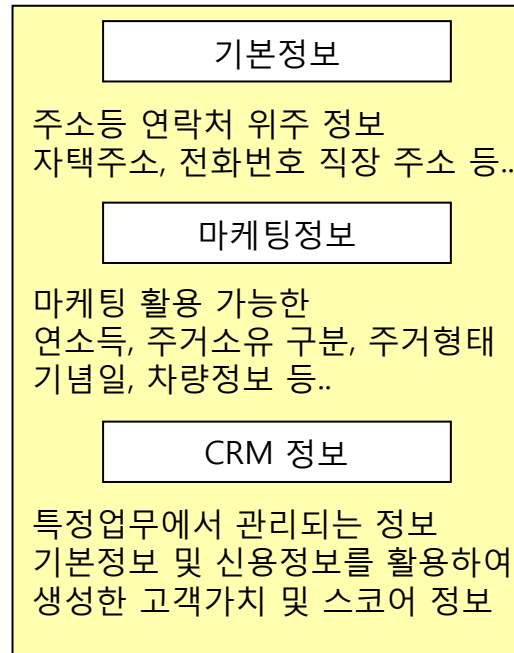 기본정보
주소등 연락처 위주 정보
자택주소, 전화번호 직장 주소 등..
마케팅정보
마케팅 활용 가능한
연소득, 주거소유 구분, 주거형태
기념일, 차량정보 등..
CRM 정보
특정업무에서 관리되는 정보
기본정보 및 신용정보를 활용하여
생성한 고객가치 및 스코어 정보